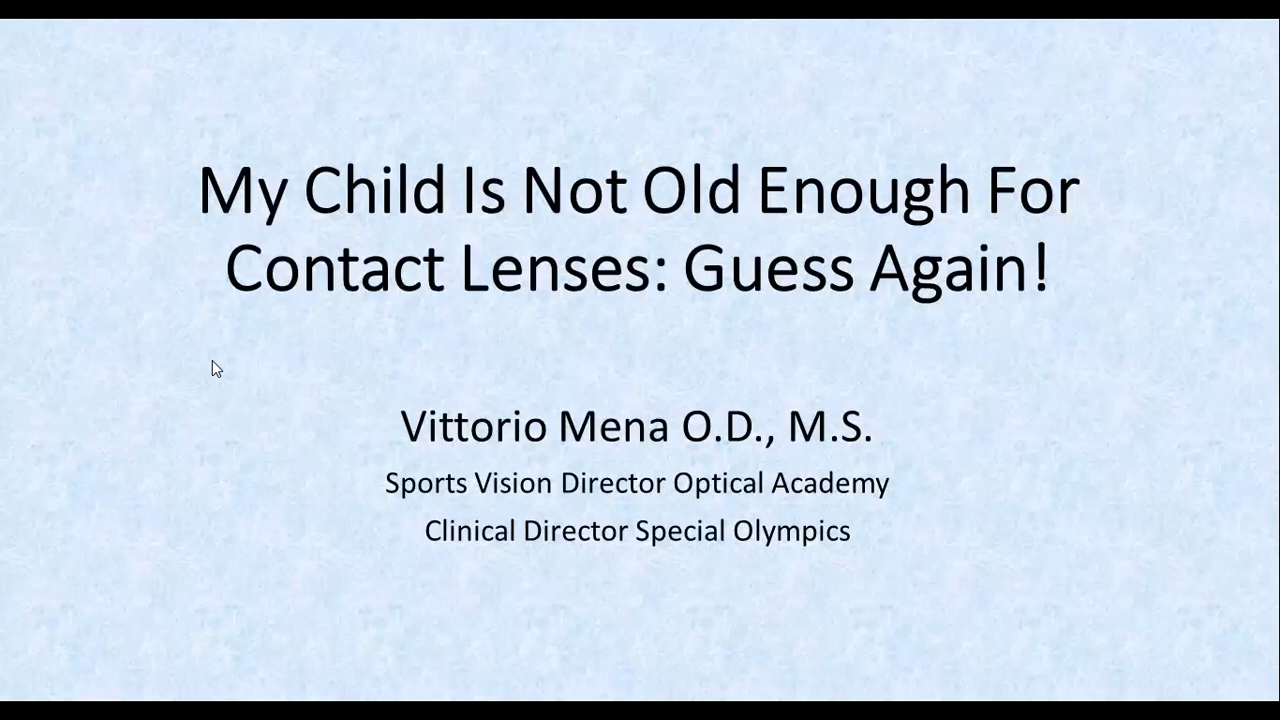 My Child Is Not Old Enough For
Contact Lenses: Guess Again!
Vittorio Mena O.D., M.S.
Sports Vision Director Optical Academy
Clinical Director Special Olympics